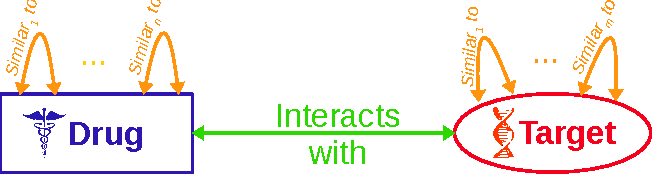 Similar₁ to
...
Similarₙ to
Similar₁ to
...
Similarₘ to
Drug
Interacts
with
Target